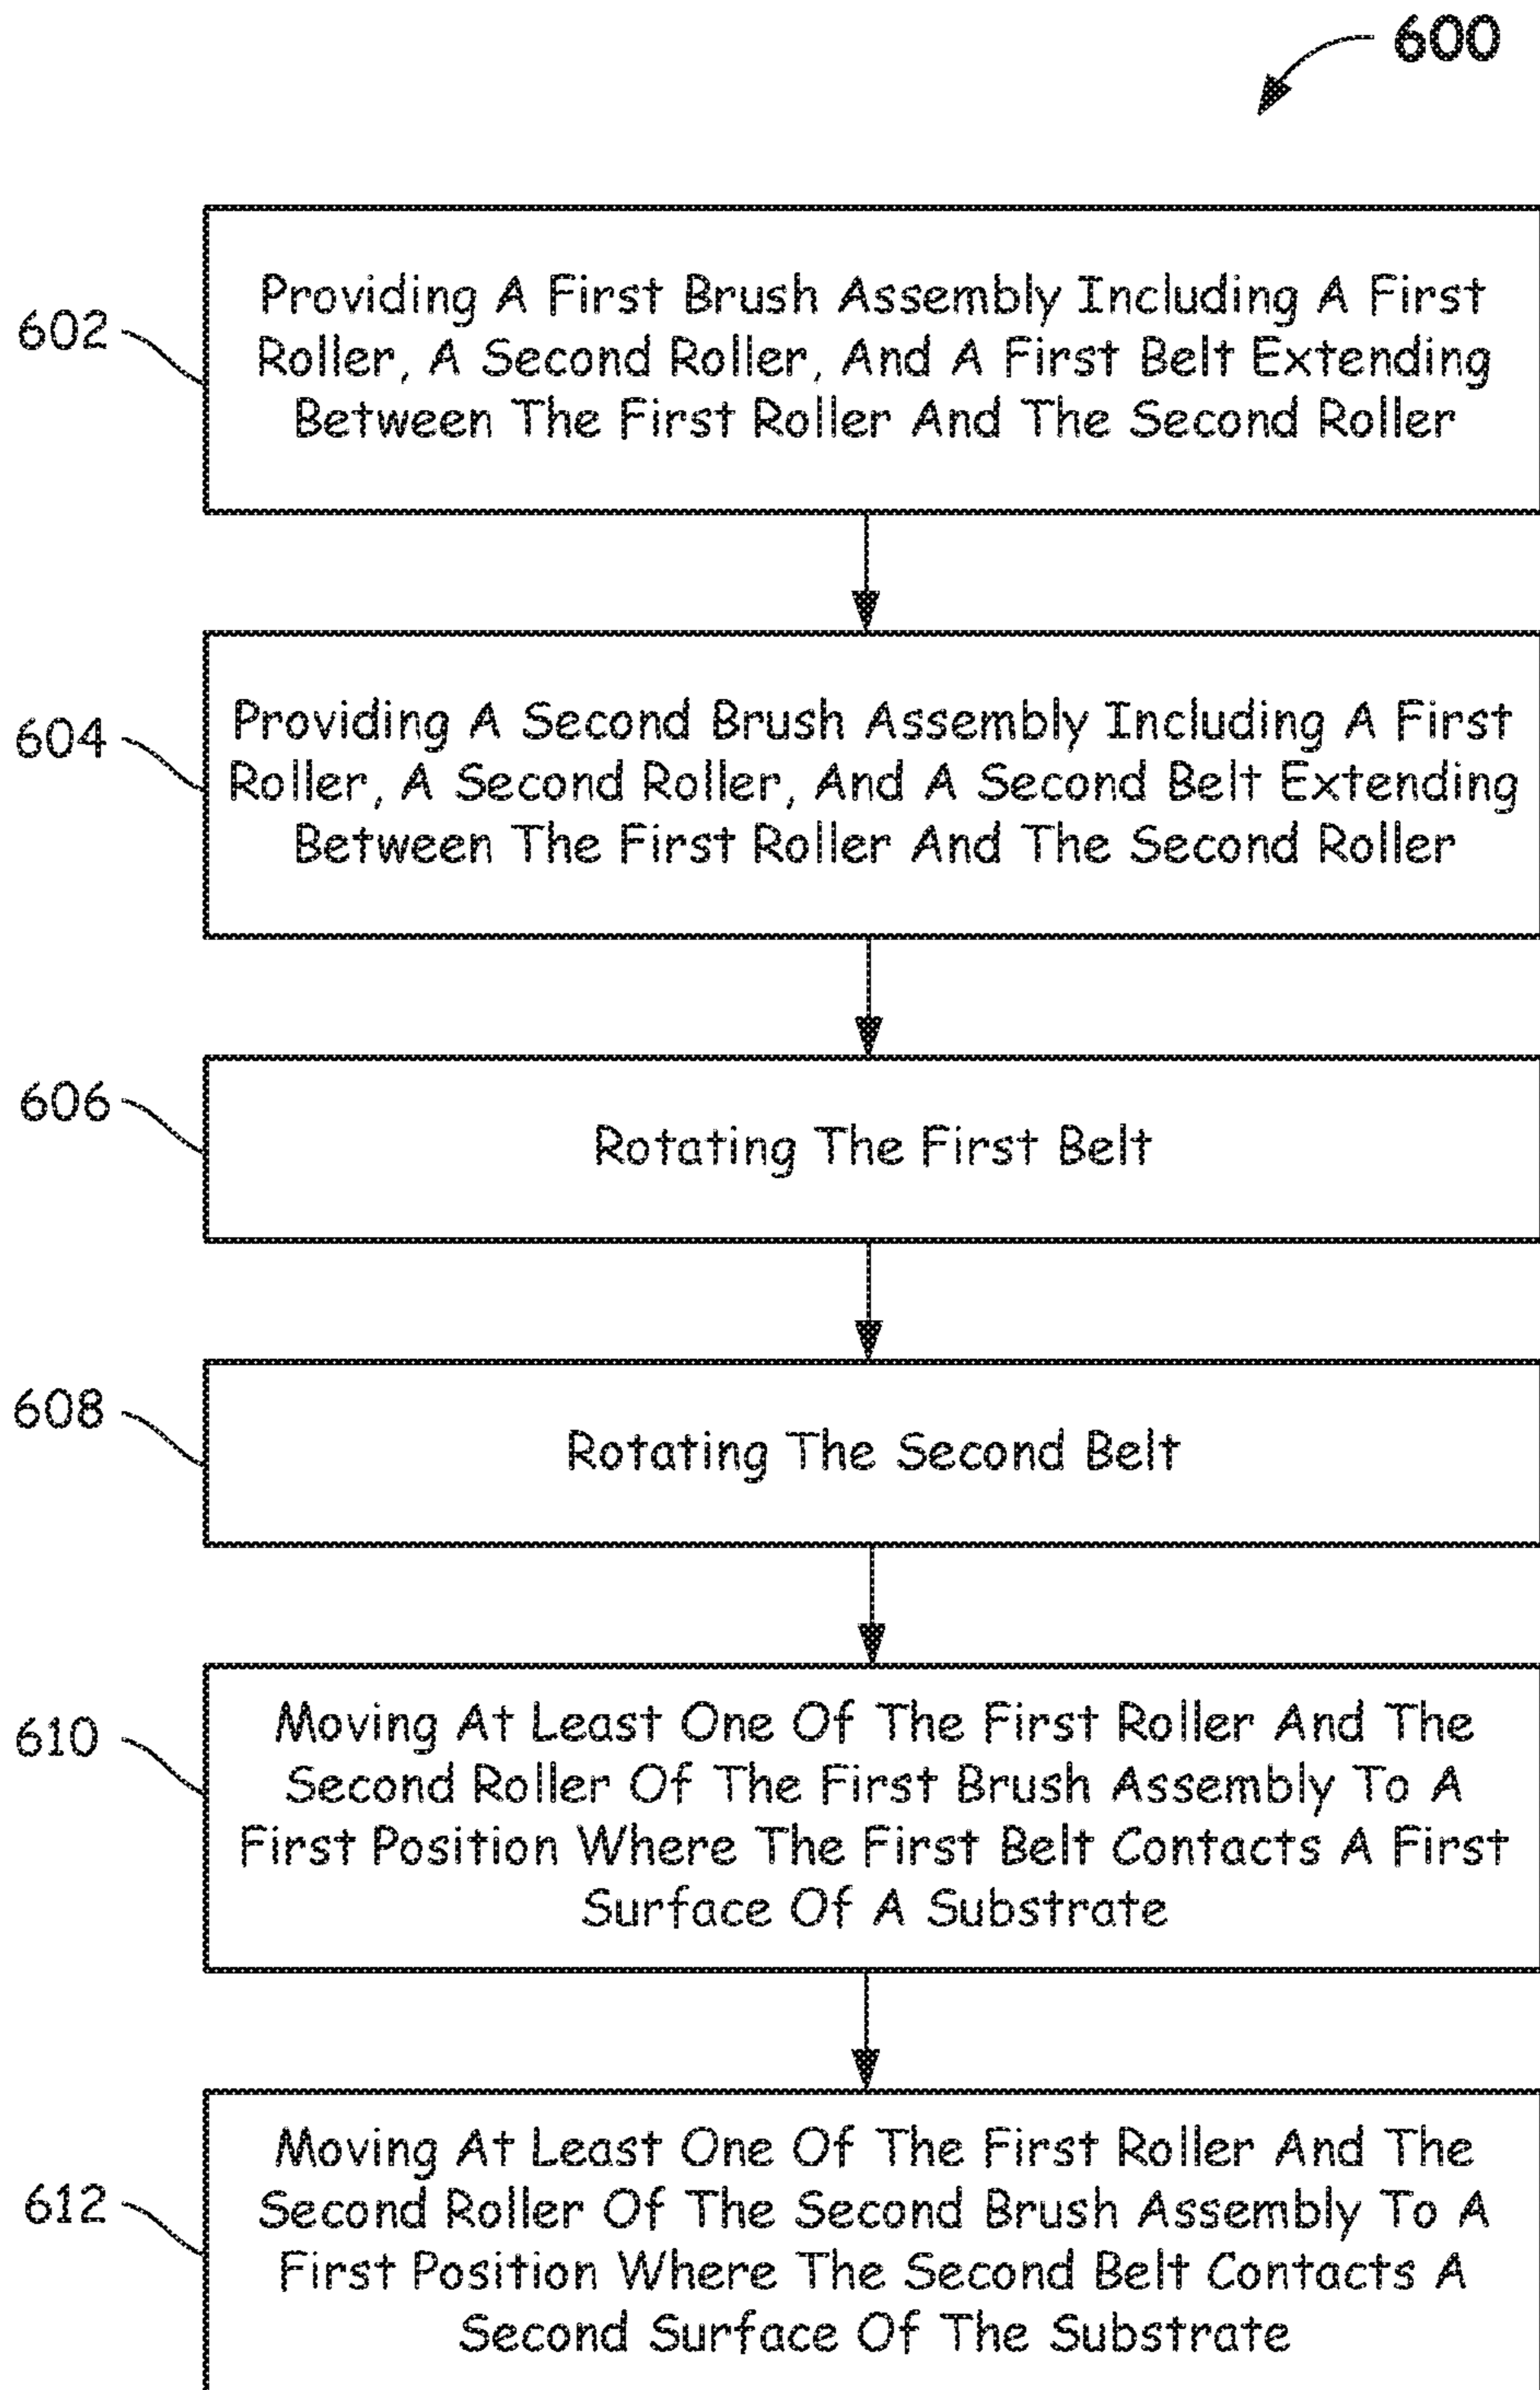 600
602
Providing A First Brush Assembly Including A First
Roller, A Second Roller, And A First Belt Extending
Between The First Roller And The Second Roller
604
Providing A Second Brush Assembly Including A First
Roller, A Second Roller, And A Second Belt Extending
Between The First Roller And The Second Roller
606
Rotating The First Belt
608
Rotating The Second Belt
610
Moving At Least One Of The First Roller And The
Second Roller Of The First Brush Assembly To A
First Position Where The First Belt Contacts A First
Surface Of A Substrate
612
Moving At Least One Of The First Roller And The
Second Roller Of The Second Brush Assembly To A
First Position Where The Second Belt Contacts A
Second Surface Of The Substrate